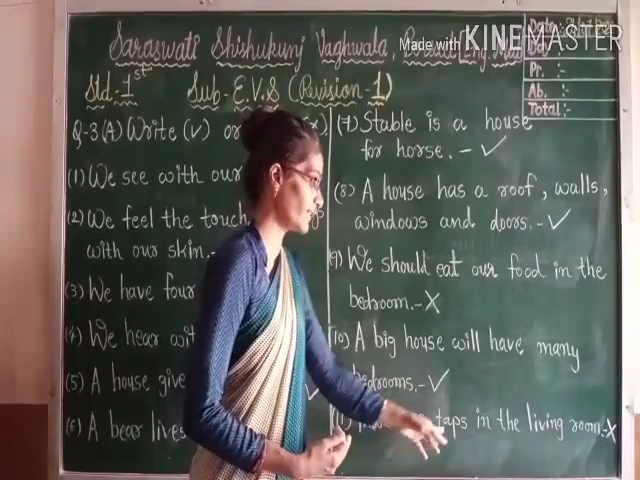 Saraswati Shishukunj Vaghwala,
Made with KINEMASTER
Date:
Pr. :-
Ab. :-
Total:-
Std-1st Sub-E.V.S (Revision-1)
Q-3(A) Write (✓) or (x).
(1) We see with our
(2) We feel the touch
with our skin.-
(3) We have four
(4) We hear
(5) A house give
(6) A bear lives
(7) Stable is a house
for horse. - ✓
(8) A house has a roof, walls,
windows and doors.-✓
(9) We should eat our food in the
bedroom.-X
(10) A big house will have many
bedrooms.-✓
(11) taps in the living room.-X